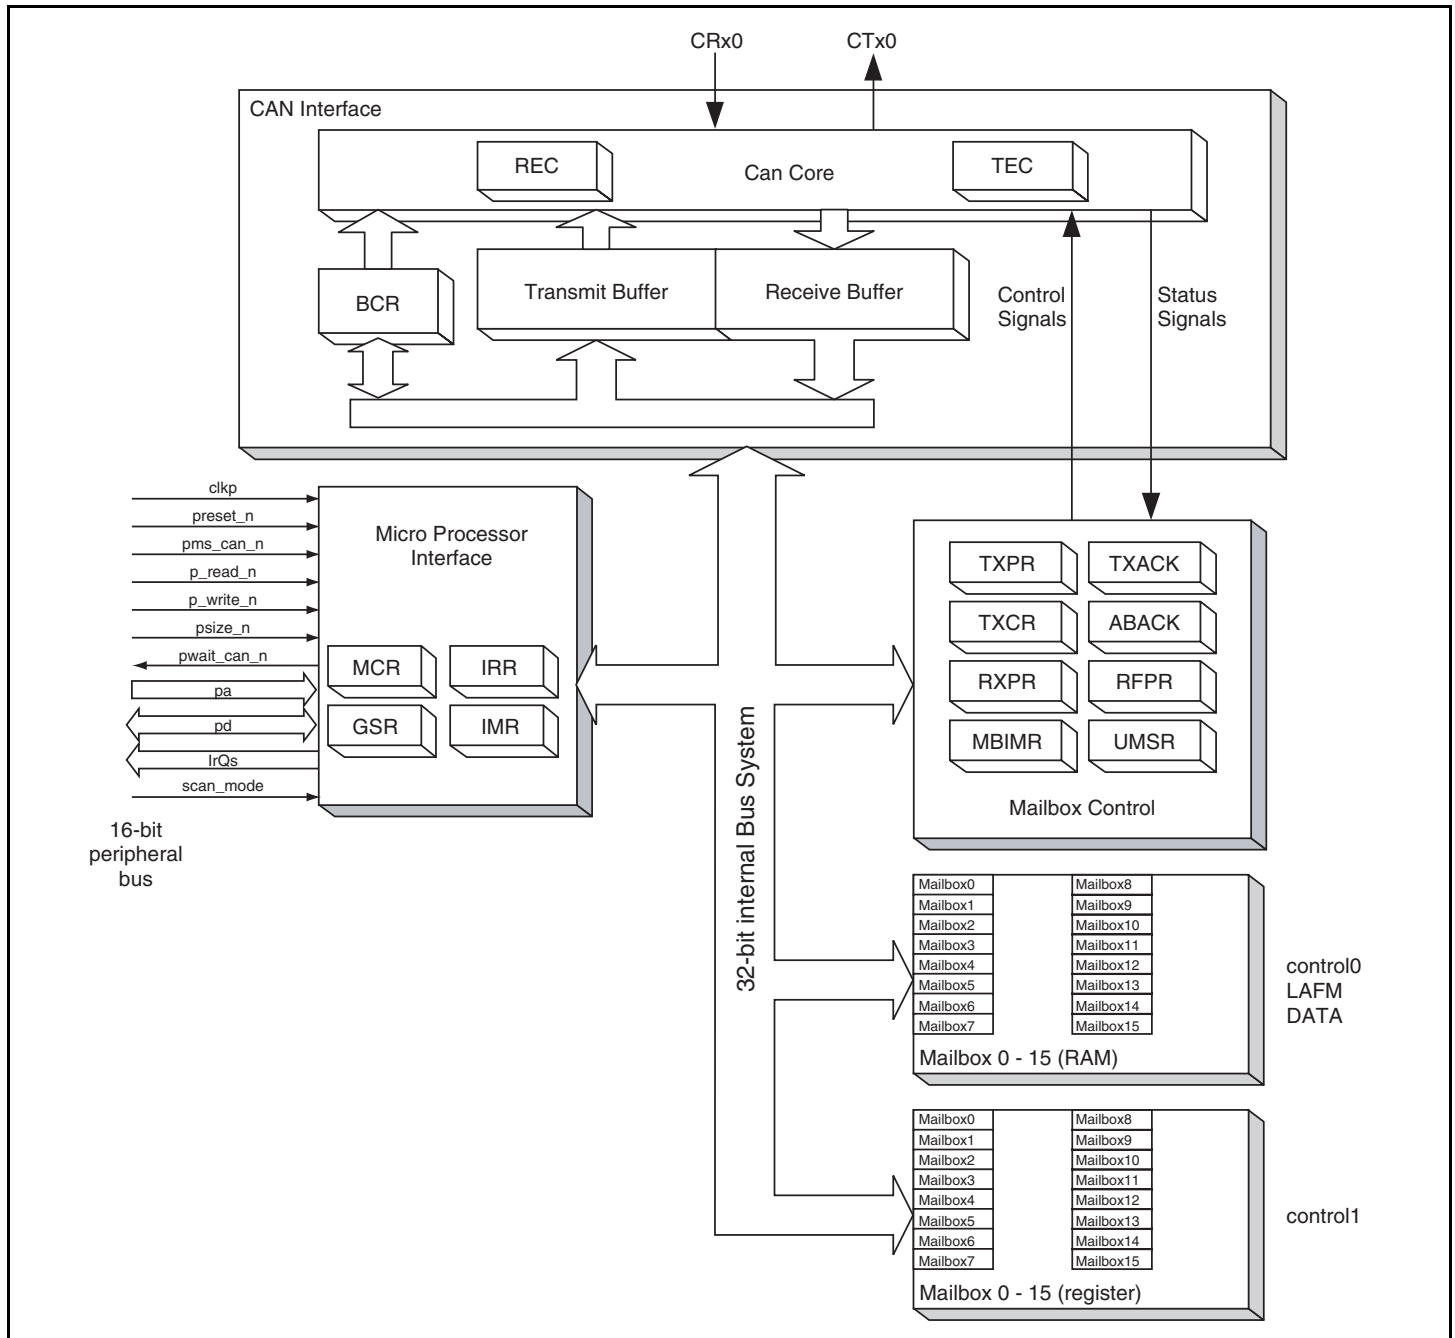 CRx0
CTx0
CAN Interface
REC
Can Core
TEC
BCR
Transmit Buffer
Receive Buffer
Control
Signals
Status
Signals
clkp
preset_n
pms_can_n
p_read_n
p_write_n
psize_n
pwait_can_n
pa
pd
IrQs
scan_mode
16-bit
peripheral
bus
Micro Processor
Interface
MCR
IRR
GSR
IMR
32-bit internal Bus System
TXPR
TXACK
TXCR
ABACK
RXPR
RFPR
MBIMR
UMSR
Mailbox Control
Mailbox0
Mailbox1
Mailbox2
Mailbox3
Mailbox4
Mailbox5
Mailbox6
Mailbox7
Mailbox8
Mailbox9
Mailbox10
Mailbox11
Mailbox12
Mailbox13
Mailbox14
Mailbox15
Mailbox 0 - 15 (RAM)
control0
LAFM
DATA
Mailbox0
Mailbox1
Mailbox2
Mailbox3
Mailbox4
Mailbox5
Mailbox6
Mailbox7
Mailbox8
Mailbox9
Mailbox10
Mailbox11
Mailbox12
Mailbox13
Mailbox14
Mailbox15
Mailbox 0 - 15 (register)
control1